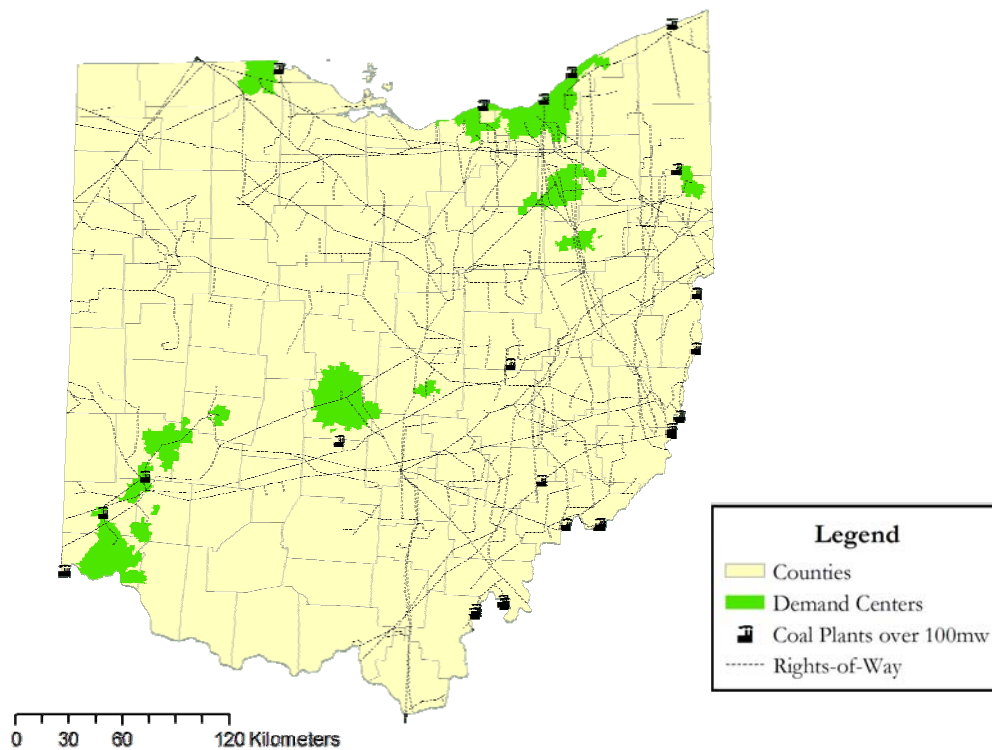 Legend
Counties
Demand Centers
Coal Plants over 100mw
Rights-of-Way
0 30 60 120 Kilometers